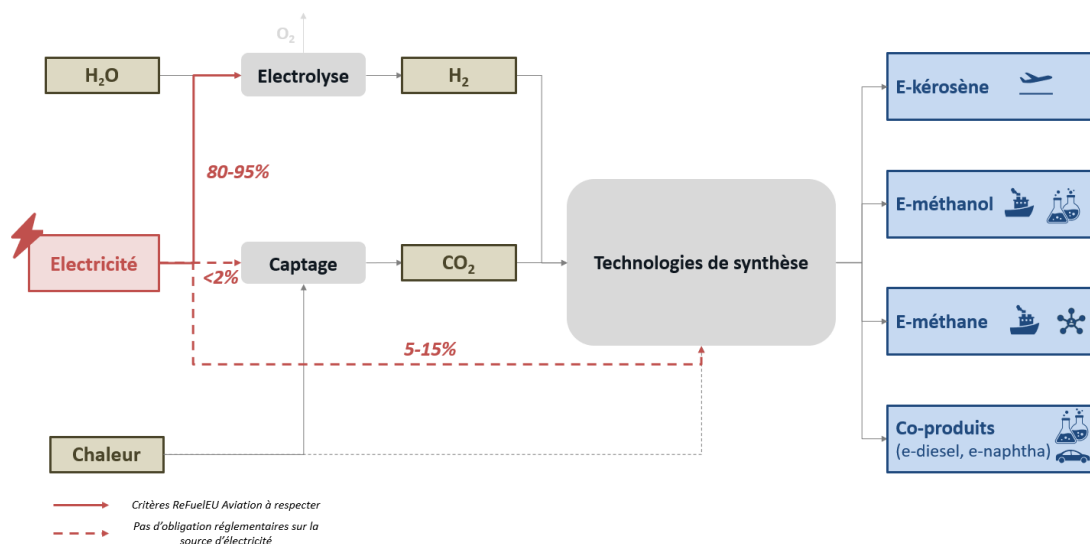 O₂
H₂O
Electrolyse
H₂
E-kérosène
80-95%
E-méthanol
Electricité
<2%
Captage
CO₂
Technologies de synthèse
E-méthane
5-15%
Chaleur
Co-produits
(e-diesel, e-naphtha)
Critères ReFuelEU Aviation à respecter
Pas d'obligation réglementaires sur la
source d'électricité